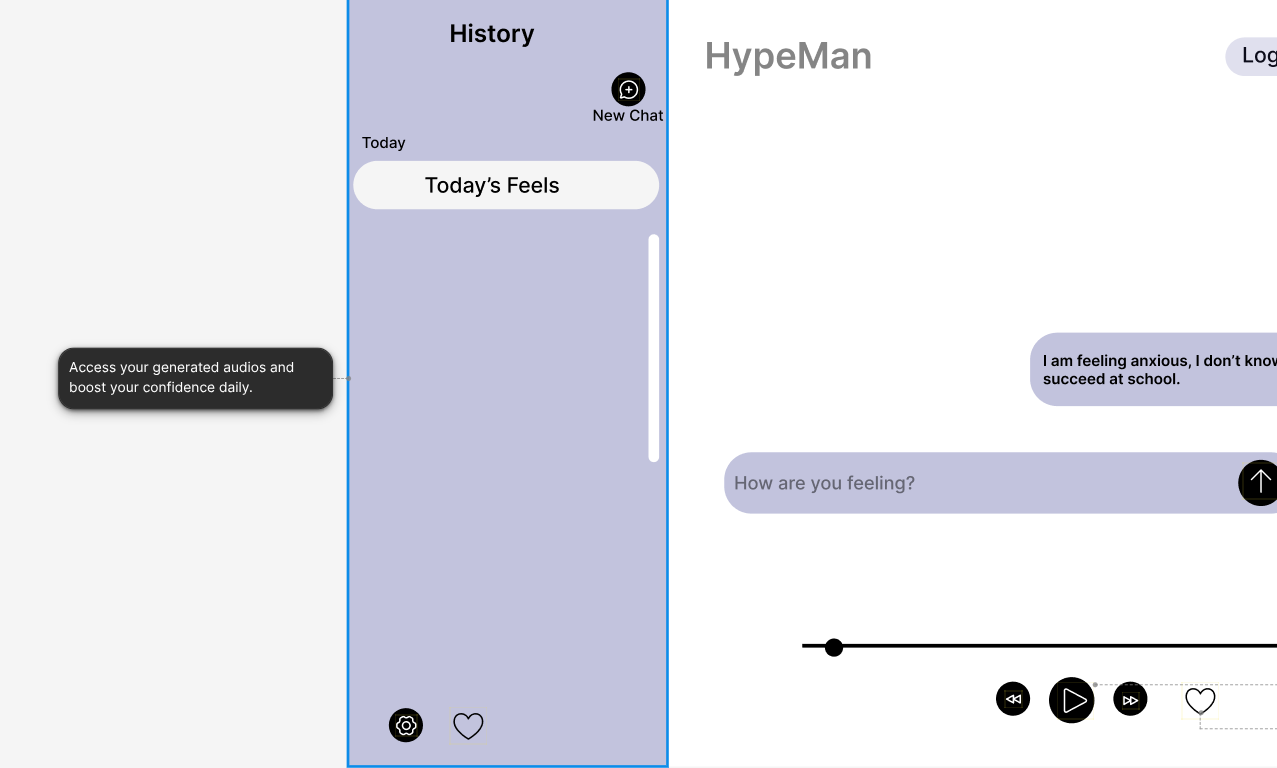 History
New Chat
Today
Today’s Feels
Access your generated audios and
boost your confidence daily.
HypeMan
Log
I am feeling anxious, I don’t know
succeed at school.
How are you feeling?